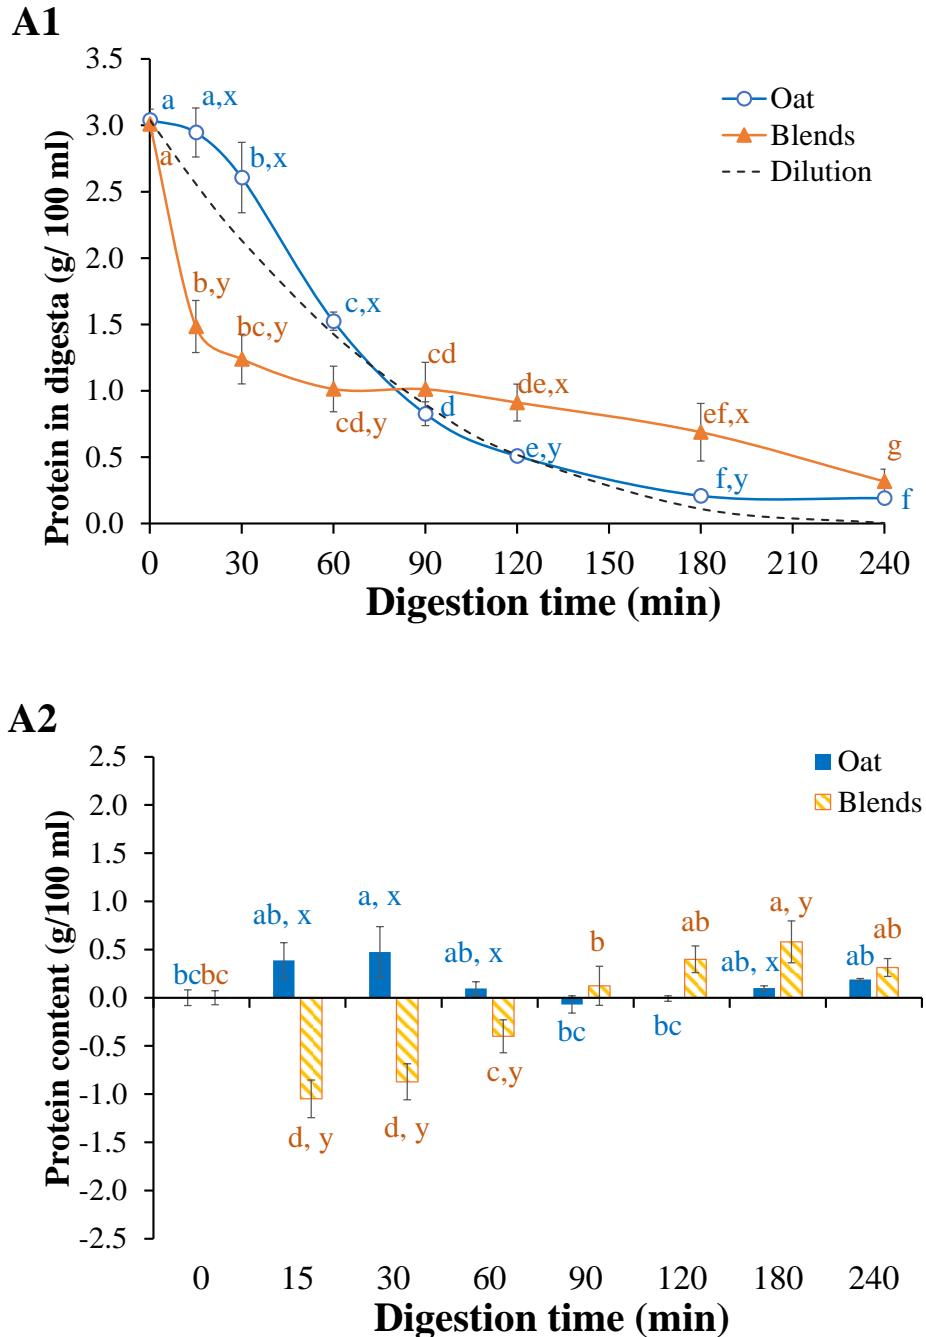 A1
Protein in digesta (g/ 100 ml)
3.5
3.0
2.5
2.0
1.5
1.0
0.5
0.0
Oat
Blends
Dilution
a
a,x
b,x
c,x
d
e,y
f,y
f
a
b,y
bc,y
cd,y
cd
de,x
ef,x
g
0 30 60 90 120 150 180 210 240
Digestion time (min)
A2
Protein content (g/100 ml)
2.5
2.0
1.5
1.0
0.5
0.0
-0.5
-1.0
-1.5
-2.0
-2.5
Oat
Blends
bc bc
ab, x
a, x
ab, x
bc
bc
ab, x
ab
d, y
d, y
c,y
b
ab
a, y
ab
0 15 30 60 90 120 180 240
Digestion time (min)